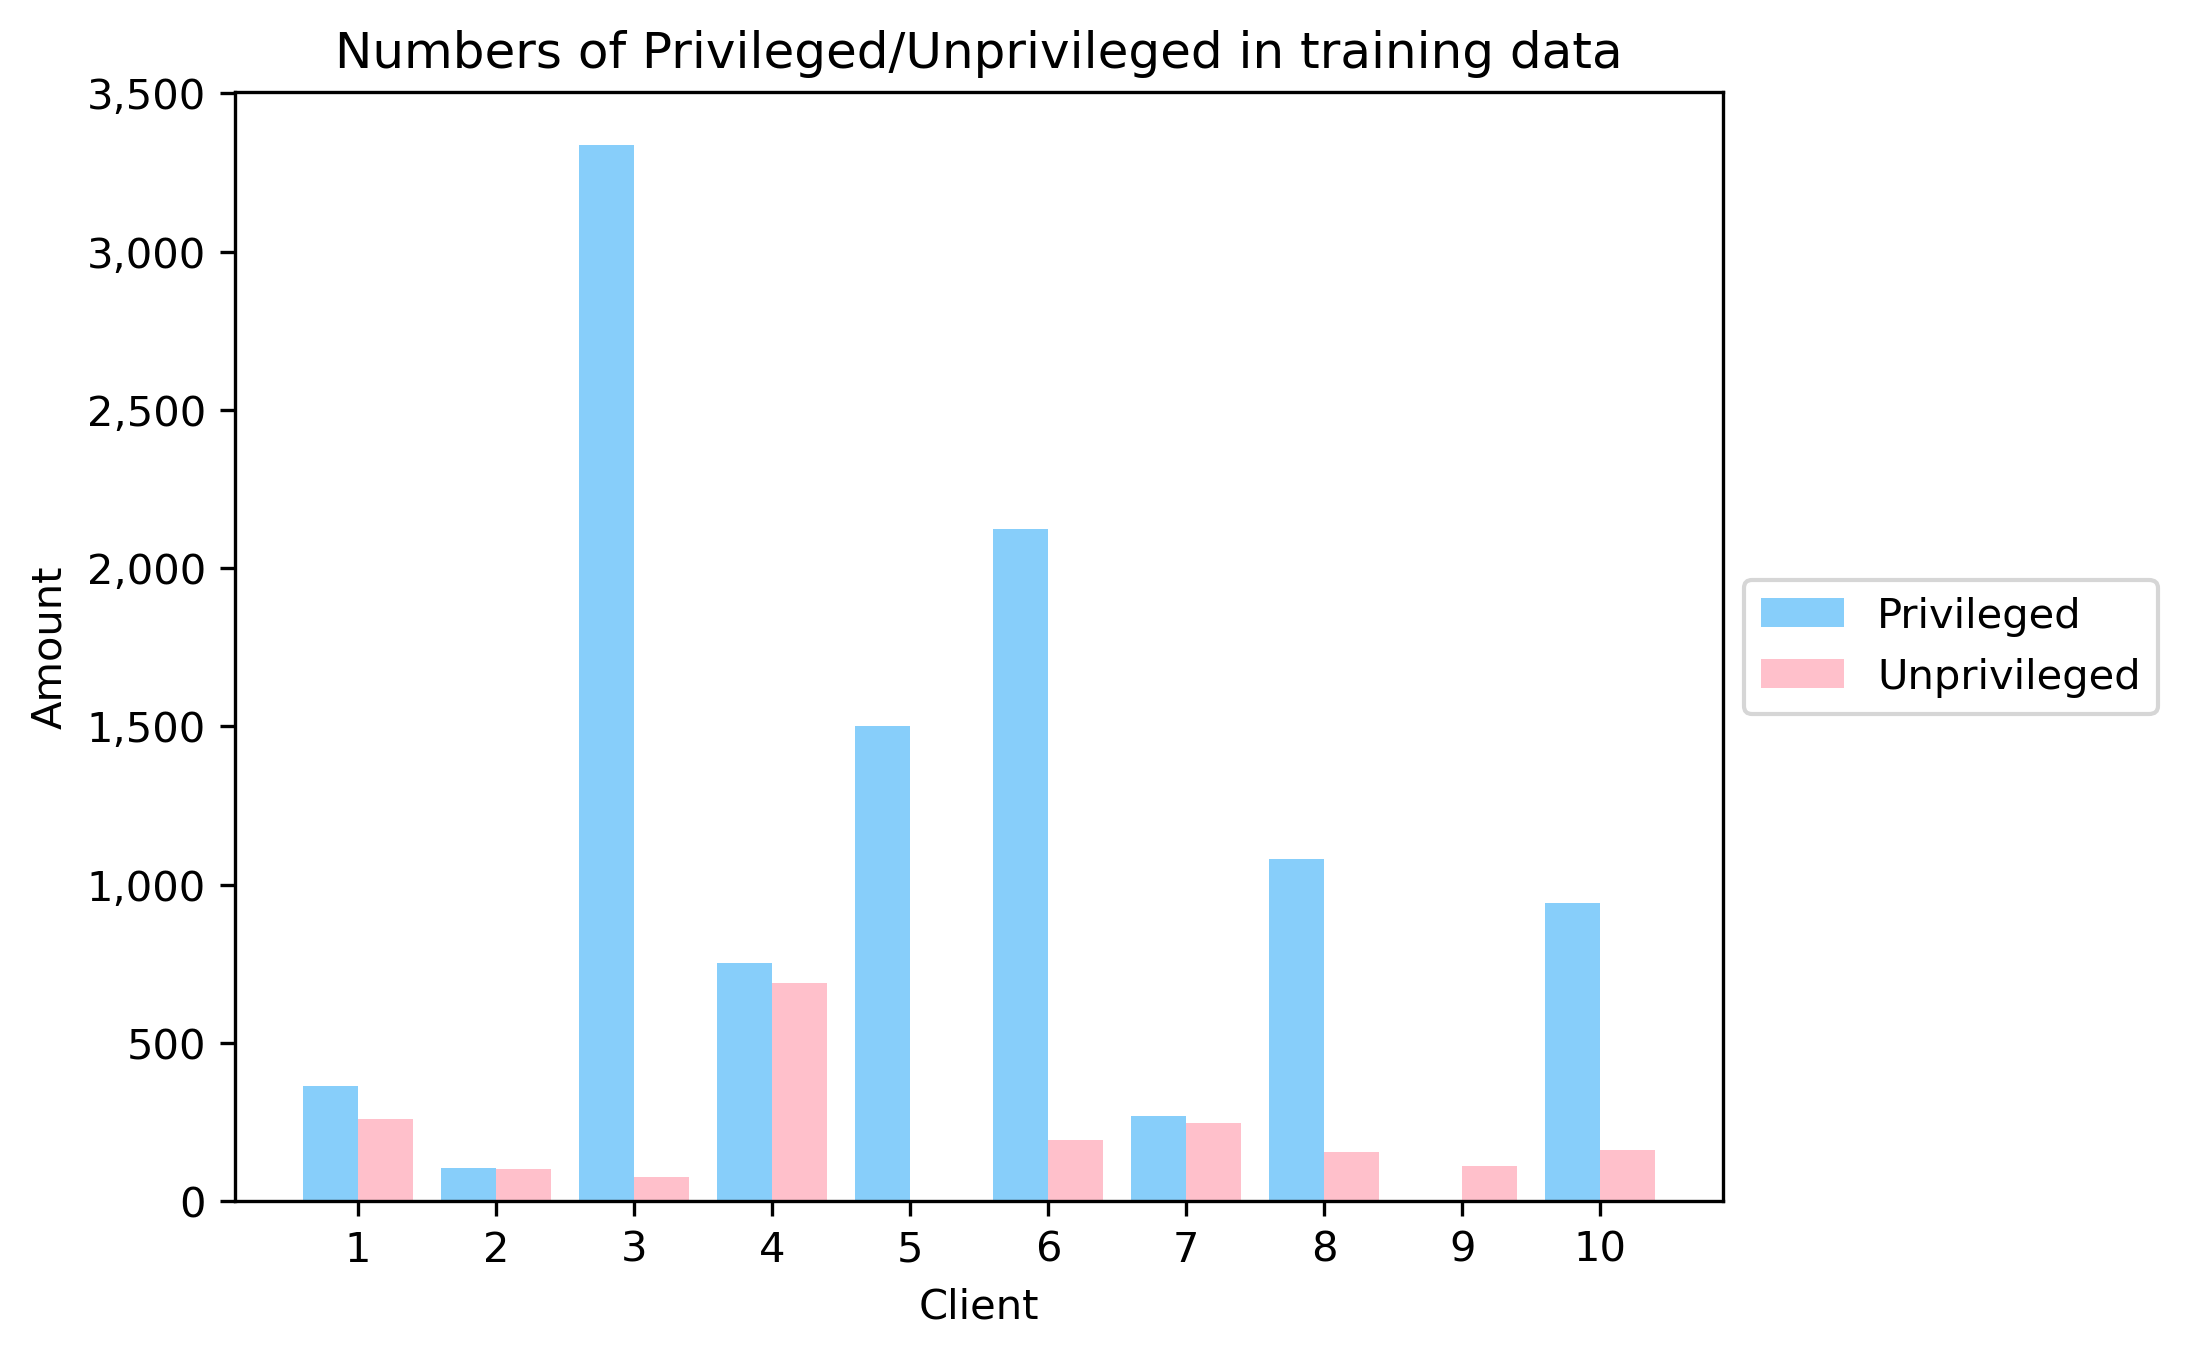 Numbers of Privileged/Unprivileged in training data
3,500
3,000
2,500
2,000
1,500
1,000
500
0
Amount
1 2 3 4 5 6 7 8 9 10
Client
Privileged
Unprivileged